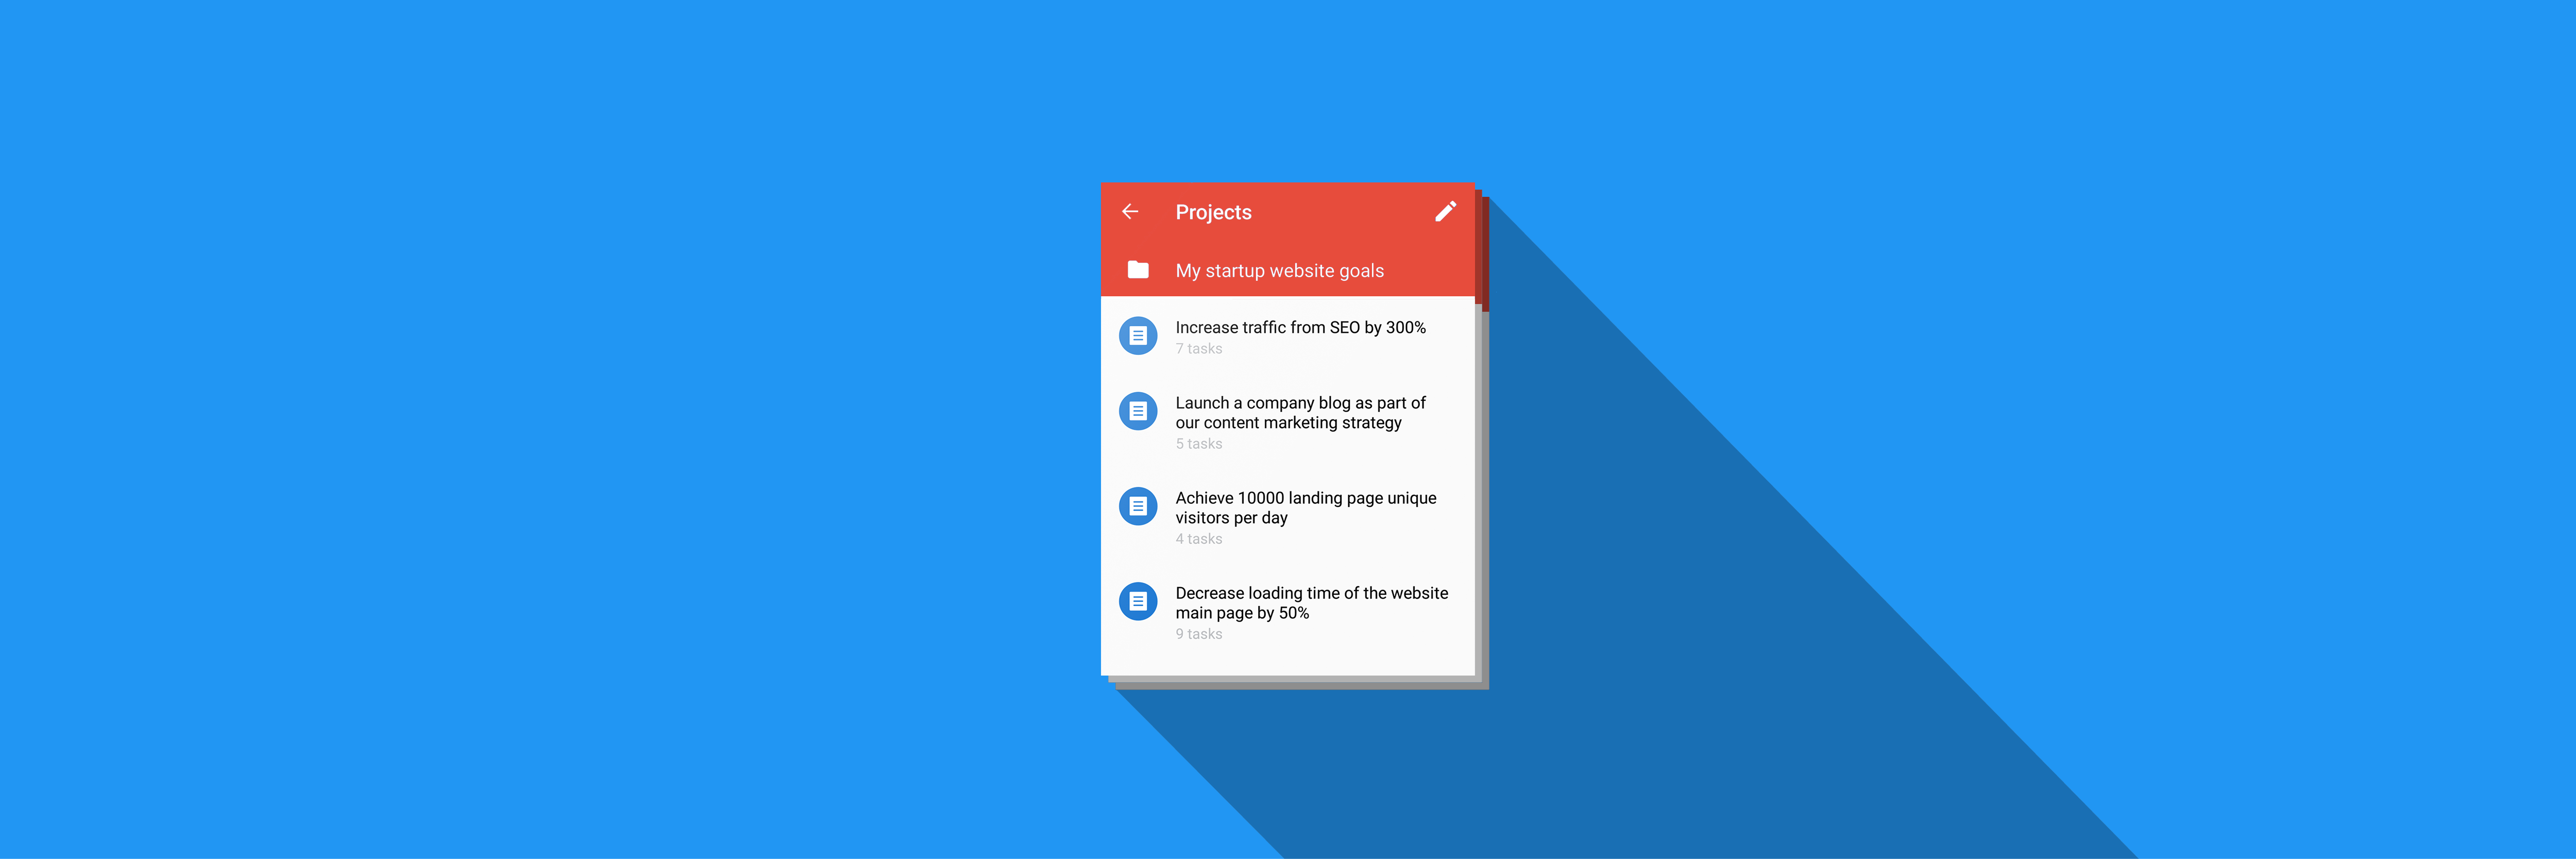 Projects
My startup website goals
Increase traffic from SEO by 300%
7 tasks
Launch a company blog as part of
our content marketing strategy
5 tasks
Achieve 10000 landing page unique
visitors per day
4 tasks
Decrease loading time of the website
main page by 50%
9 tasks